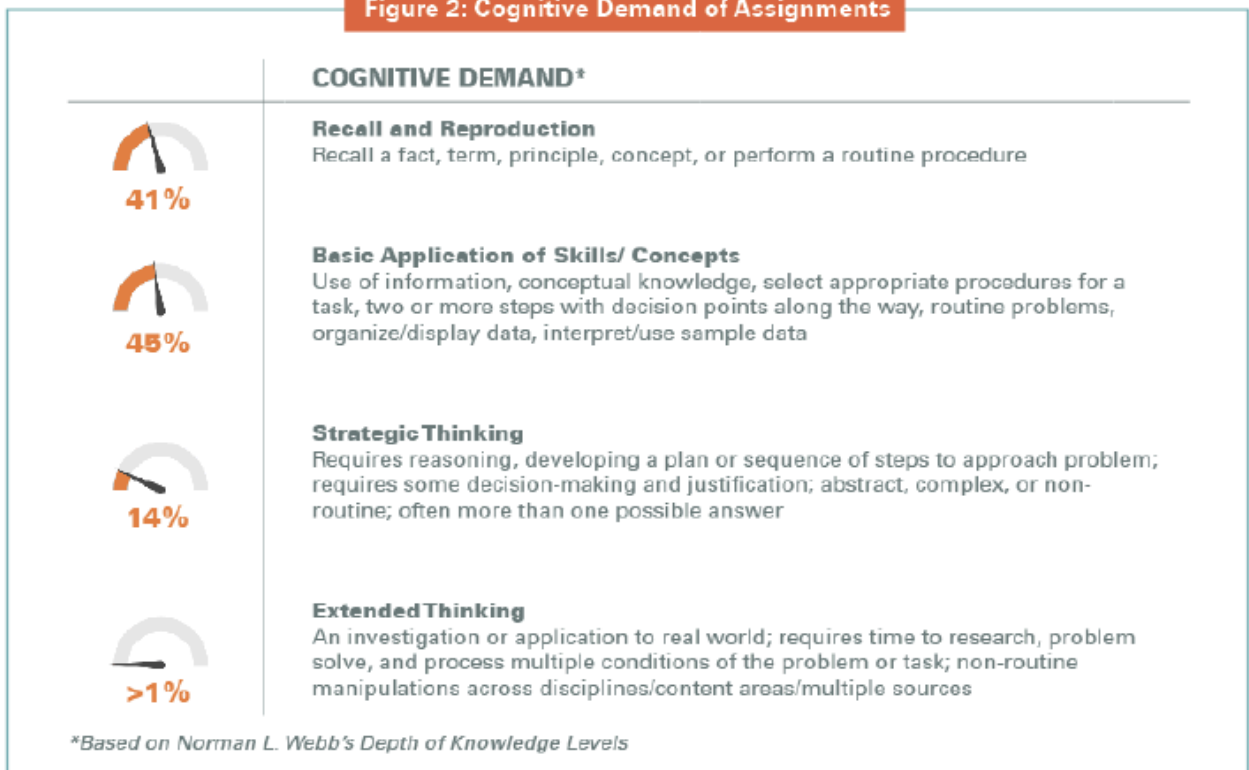 Figure 2: Cognitive Demand of Assignments
COGNITIVE DEMAND*
41%
Recall and Reproduction
Recall a fact, term, principle, concept, or perform a routine procedure
45%
Basic Application of Skills/ Concepts
Use of information, conceptual knowledge, select appropriate procedures for a
task, two or more steps with decision points along the way, routine problems,
organize/display data, interpret/use sample data
14%
Strategic Thinking
Requires reasoning, developing a plan or sequence of steps to approach problem;
requires some decision-making and justification; abstract, complex, or non-
routine; often more than one possible answer
>1%
Extended Thinking
An investigation or application to real world; requires time to research, problem
solve, and process multiple conditions of the problem or task; non-routine
manipulations across disciplines/content areas/multiple sources
*Based on Norman L. Webb's Depth of Knowledge Levels